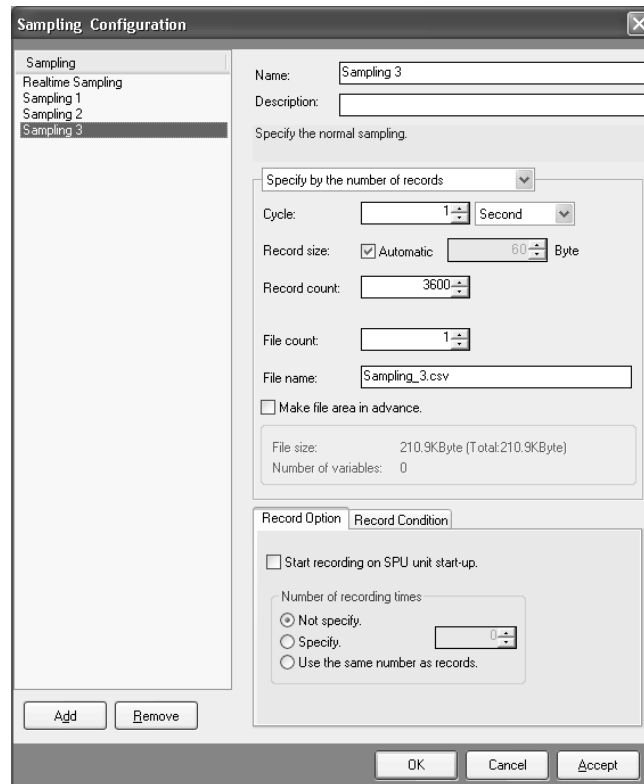 Sampling Configuration
Sampling
Realtime Sampling
Sampling 1
Sampling 2
Sampling 3
Add
Remove
Name: Sampling 3
Description:
Specify the normal sampling.
Specify by the number of records
Cycle: 1 Second
Record size: Automatic 60 Byte
Record count: 3600
File count: 1
File name: Sampling_3.csv
Make file area in advance.
File size: 210.9KByte (Total:210.9KByte)
Number of variables: 0
Record Option Record Condition
Start recording on SPU unit start-up.
Number of recording times
Not specify.
Specify. 0
Use the same number as records.
OK Cancel Accept